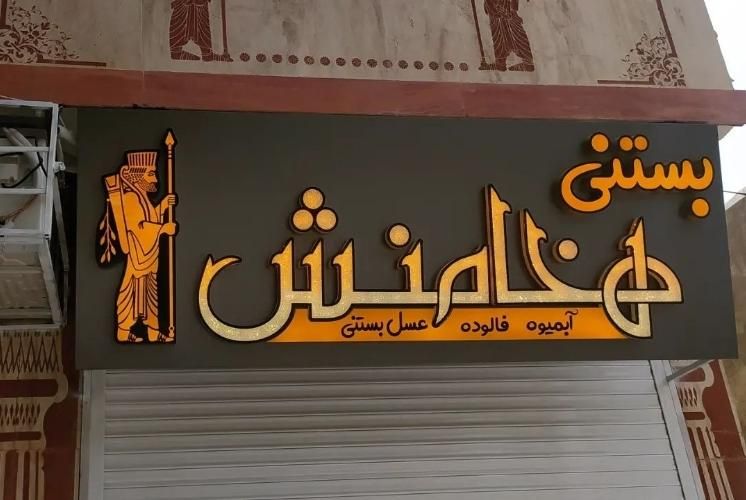 بستنی
هخامنش
آبمیوه فالوده عسل بستنی